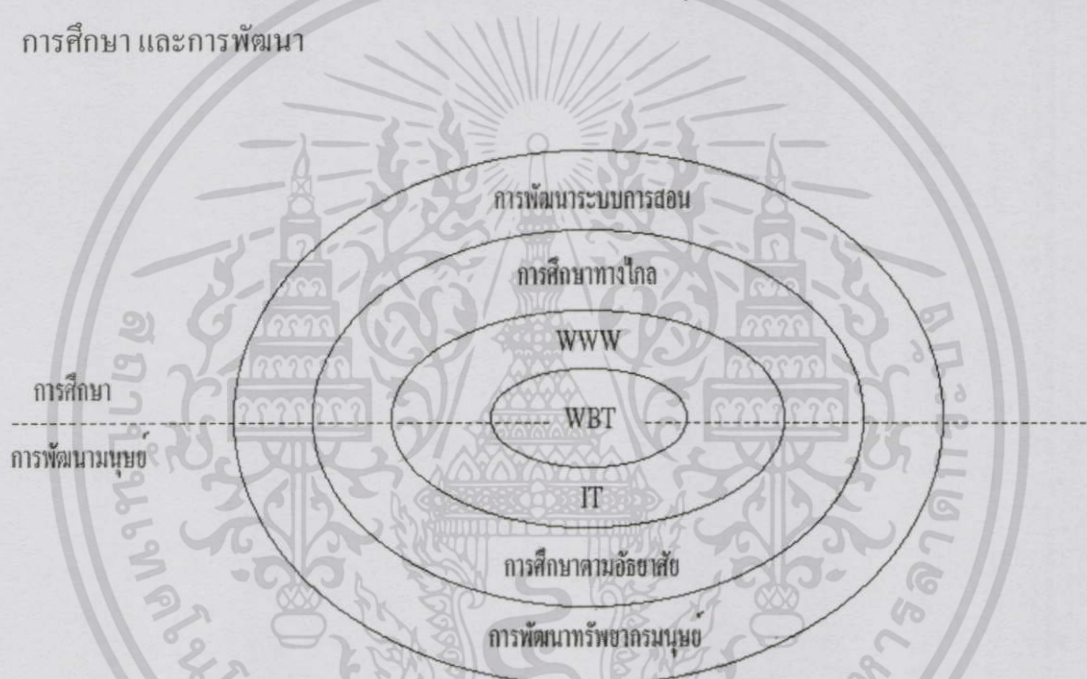 การศึกษา และการพัฒนา
การพัฒนาระบบการสอน
การศึกษาทางไกล
WWW
การศึกษา
WBT
การพัฒนามนุษย์
IT
การศึกษาตามอัธยาศัย
การพัฒนาทรัพยากรมนุษย์